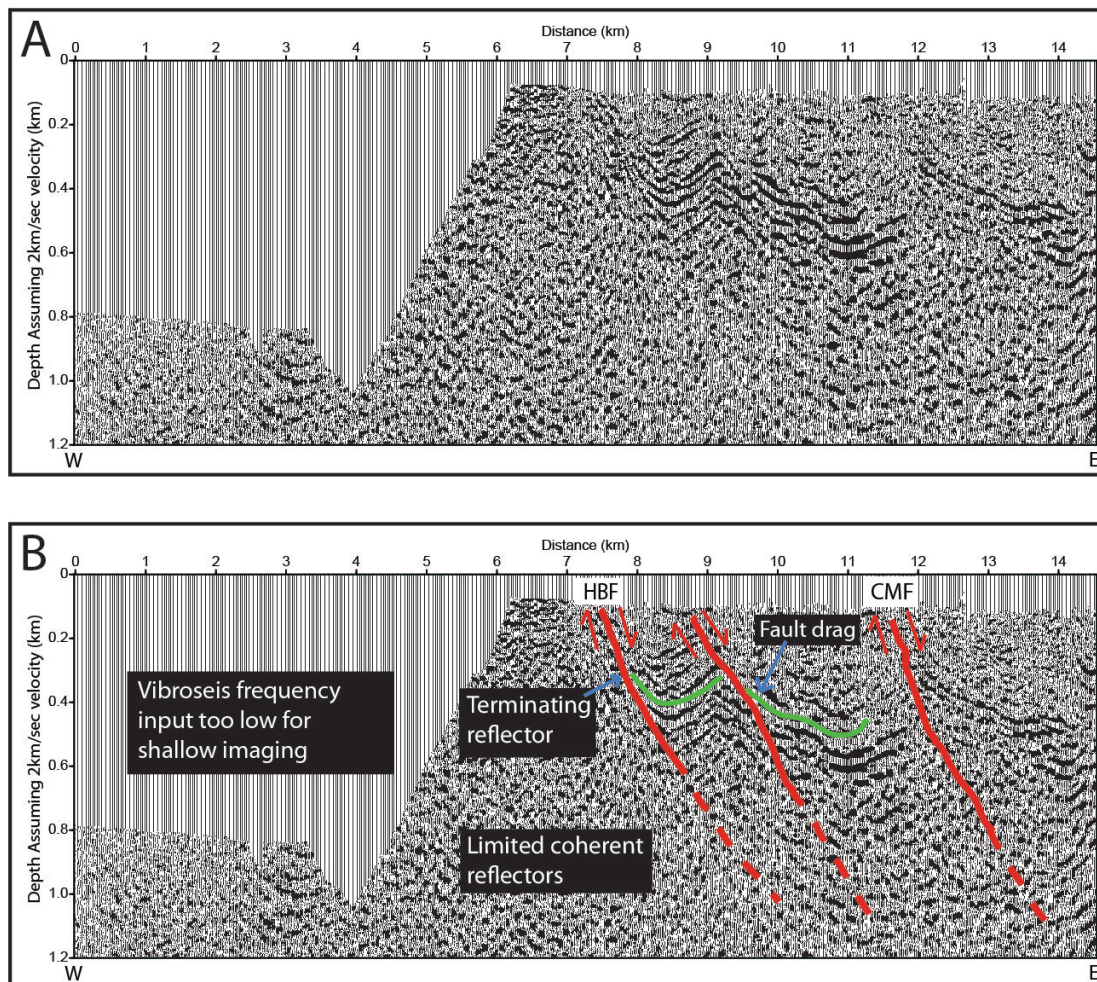 A
Distance (km)
0 1 2 3 4 5 6 7 8 9 10 11 12 13 14
Depth Assuming 2km/sec velocity (km)
0
0.2
0.4
0.6
0.8
1.0
1.2
W
E
B
Distance (km)
0 1 2 3 4 5 6 7 8 9 10 11 12 13 14
Depth Assuming 2km/sec velocity (km)
0
0.2
0.4
0.6
0.8
1.0
1.2
HBF
CMF
Fault drag
Vibroseis frequency
input too low for
shallow imaging
Terminating
reflector
Limited coherent
reflectors
W
E